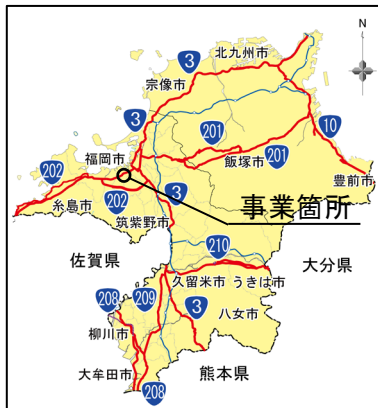 N
北九州市
3
宗像市
3
201
10
福岡市
飯塚市
201
202
豊前市
糸島市
202
3
筑紫野市
事業箇所
佐賀県
210
大分県
久留米市
うきは市
208
209
3
八女市
柳川市
大牟田市
熊本県
208